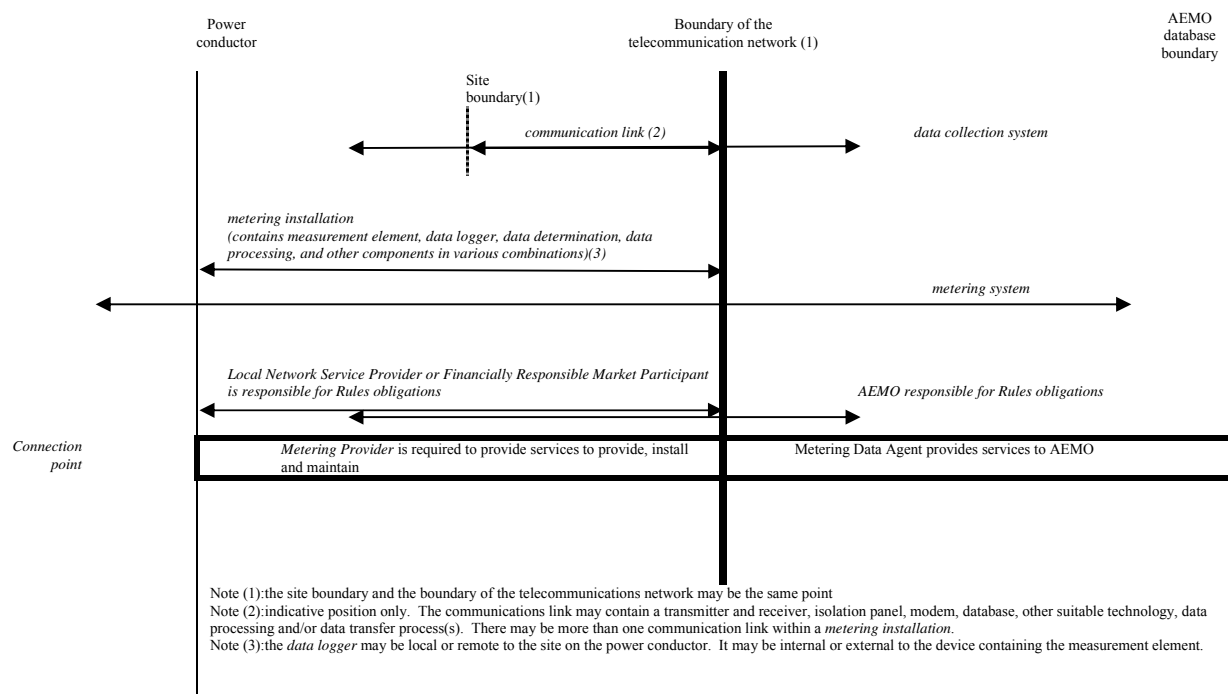 Power
conductor
Boundary of the
telecommunication network (1)
AEMO
database
boundary
Site
boundary(1)
communication link (2)
data collection system
metering installation
(contains measurement element, data logger, data determination, data
processing, and other components in various combinations)(3)
metering system
Local Network Service Provider or Financially Responsible Market Participant
is responsible for Rules obligations
AEMO responsible for Rules obligations
Connection
point
Metering Provider is required to provide services to provide, install
and maintain
Metering Data Agent provides services to AEMO
Note (1):the site boundary and the boundary of the telecommunications network may be the same point
Note (2):indicative position only. The communications link may contain a transmitter and receiver, isolation panel, modem, database, other suitable technology, data
processing and/or data transfer process(s). There may be more than one communication link within a metering installation.
Note (3):the data logger may be local or remote to the site on the power conductor. It may be internal or external to the device containing the measurement element.